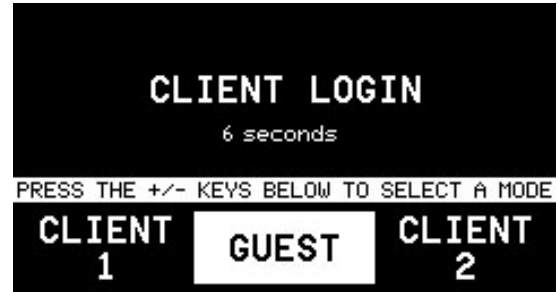 CLIENT LOGIN
6 seconds
PRESS THE +/- KEYS BELOW TO SELECT A MODE
CLIENT 1
GUEST
CLIENT 2